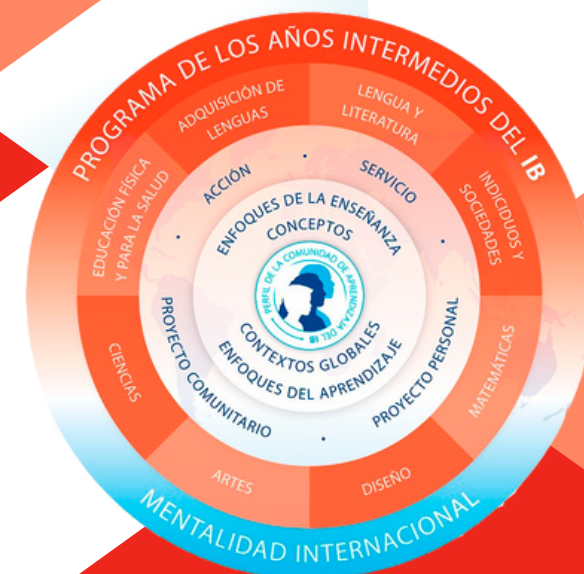 PROGRAMA DE LOS AÑOS INTERMEDIOS DEL IB
ADQUISICIÓN DE
LENGUAS
LENGUA Y
LITERATURA
EDUCACIÓN FÍSICA
Y PARA LA SALUD
INDICIDUOS Y
SOCIEDADES
CIENCIAS
MATEMÁTICAS
ARTES
DISEÑO
ACCIÓN
SERVICIO
PROYECTO COMUNITARIO
PROYECTO PERSONAL
ENFOQUES DE LA ENSEÑANZA
CONCEPTOS
PERFIL DE LA COMUNIDAD DE APRENDIZAJE DEL IB
CONTEXTOS GLOBALES
ENFOQUES DEL APRENDIZAJE
MENTALIDAD INTERNACIONAL